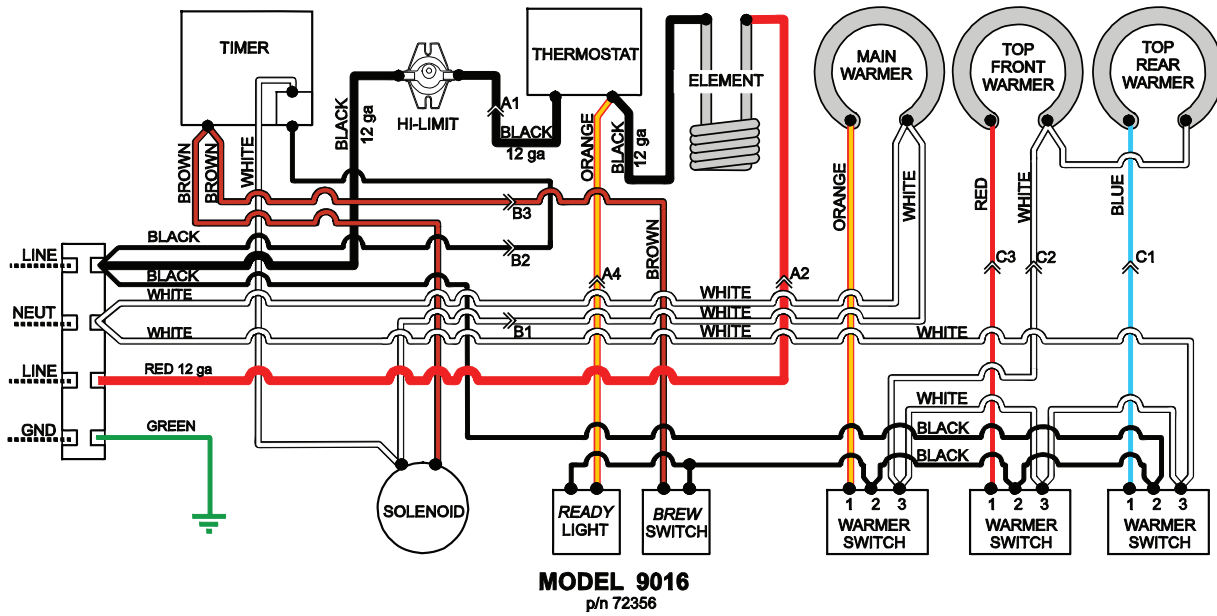 TIMER
THERMOSTAT
ELEMENT
MAIN
WARMER
TOP
FRONT
WARMER
TOP
REAR
WARMER
HI-LIMIT
BLACK
12 ga
A1
BLACK
12 ga
ORANGE
BLACK
12 ga
BROWN
BROWN
WHITE
ORANGE
WHITE
RED
WHITE
BLUE
B3
BROWN
BLACK
B2
LINE
BLACK
A4
A2
C3
C2
C1
WHITE
WHITE
NEUT
B1
WHITE
WHITE
WHITE
WHITE
LINE
RED 12 ga
WHITE
GND
GREEN
BLACK
BLACK
SOLENOID
READY
LIGHT
BREW
SWITCH
1 2 3
WARMER
SWITCH
1 2 3
WARMER
SWITCH
1 2 3
WARMER
SWITCH
MODEL 9016
p/n 72356